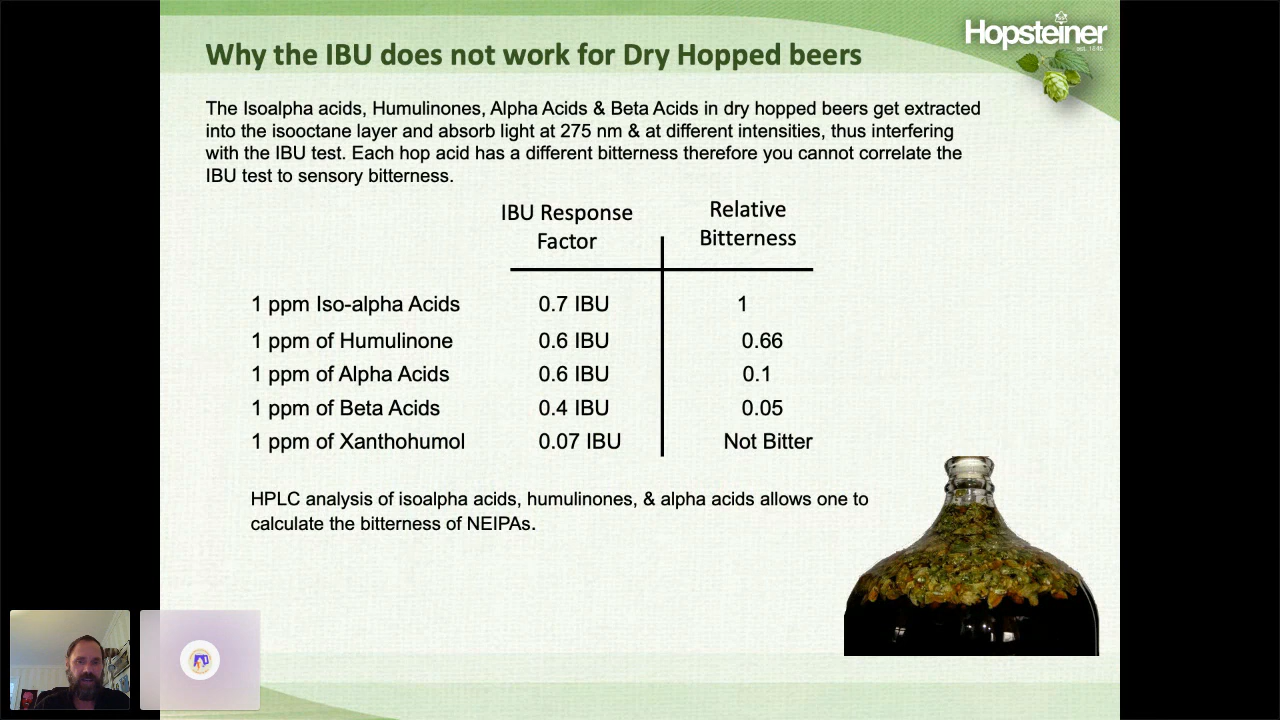 Hopsteiner
est. 1845
Why the IBU does not work for Dry Hopped beers
The Isoalpha acids, Humulinones, Alpha Acids & Beta Acids in dry hopped beers get extracted
into the isooctane layer and absorb light at 275 nm & at different intensities, thus interfering
with the IBU test. Each hop acid has a different bitterness therefore you cannot correlate the
IBU test to sensory bitterness.
IBU Response
Factor
Relative
Bitterness
1 ppm Iso-alpha Acids 0.7 IBU 1
1 ppm of Humulinone 0.6 IBU 0.66
1 ppm of Alpha Acids 0.6 IBU 0.1
1 ppm of Beta Acids 0.4 IBU 0.05
1 ppm of Xanthohumol 0.07 IBU Not Bitter
HPLC analysis of isoalpha acids, humulinones, & alpha acids allows one to
calculate the bitterness of NEIPAs.